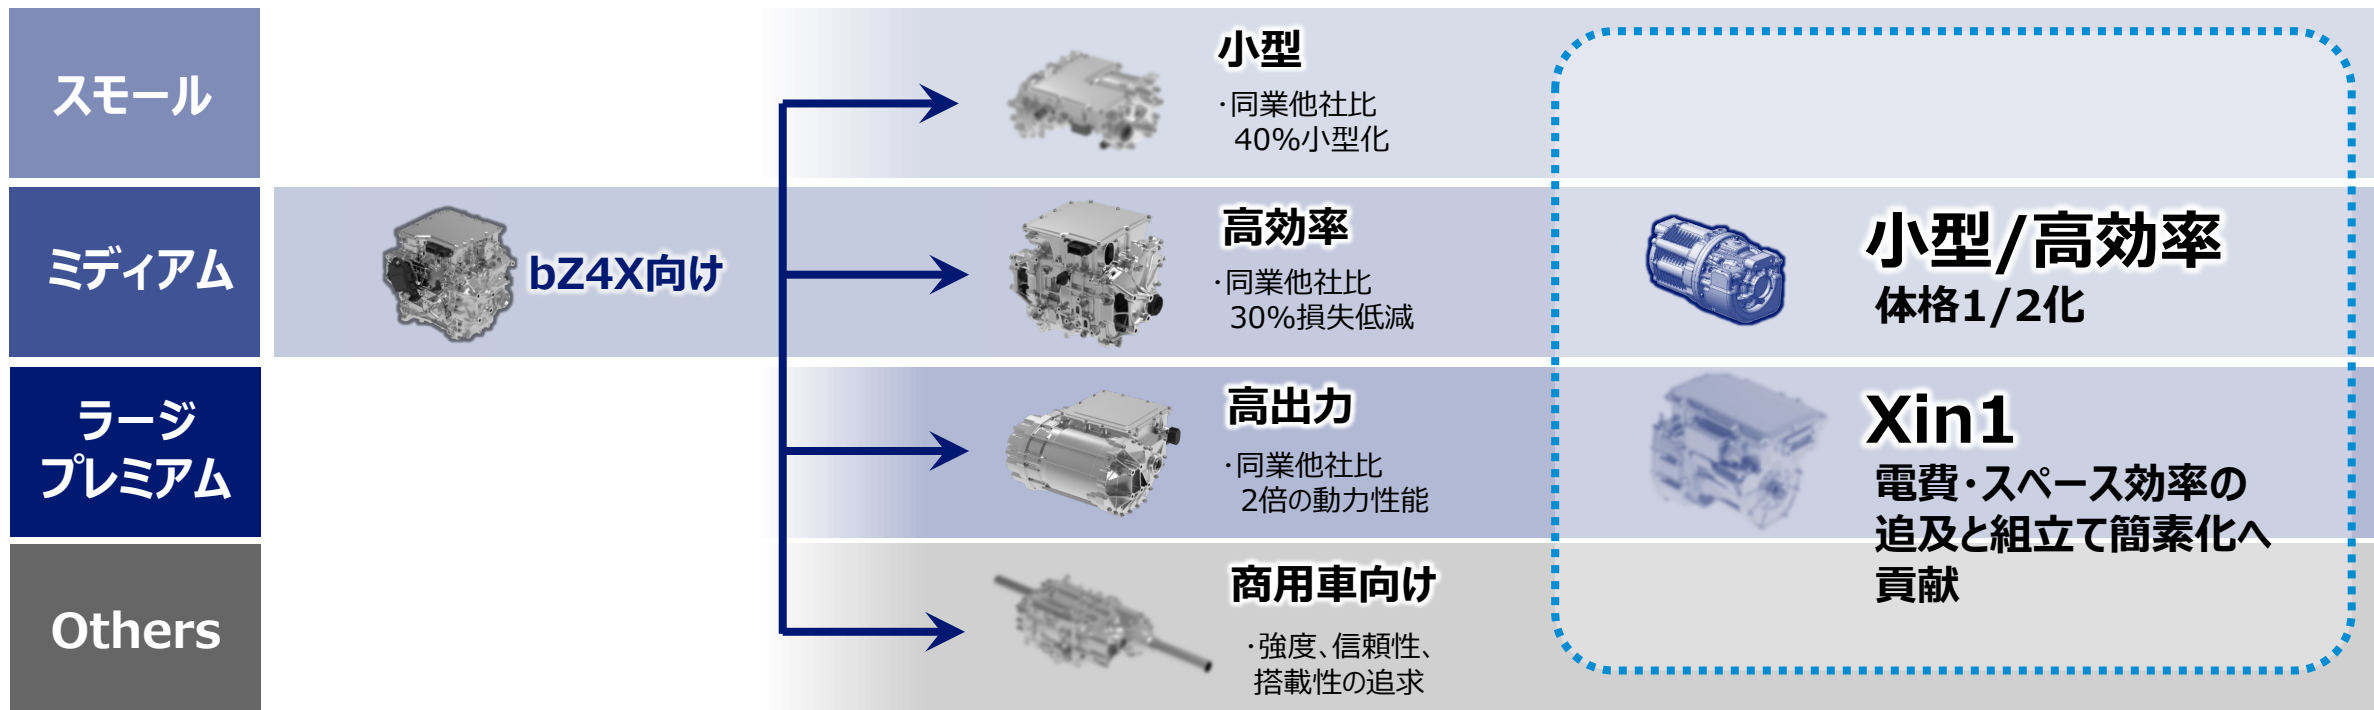 スモール
小型
・同業他社比
40%小型化
ミディアム
bZ4X向け
高効率
・同業他社比
30%損失低減
小型/高効率
体格1/2化
ラージ
プレミアム
高出力
・同業他社比
2倍の動力性能
Xin1
電費・スペース効率の
追及と組立て簡素化へ
貢献
Others
商用車向け
・強度、信頼性、
搭載性の追求